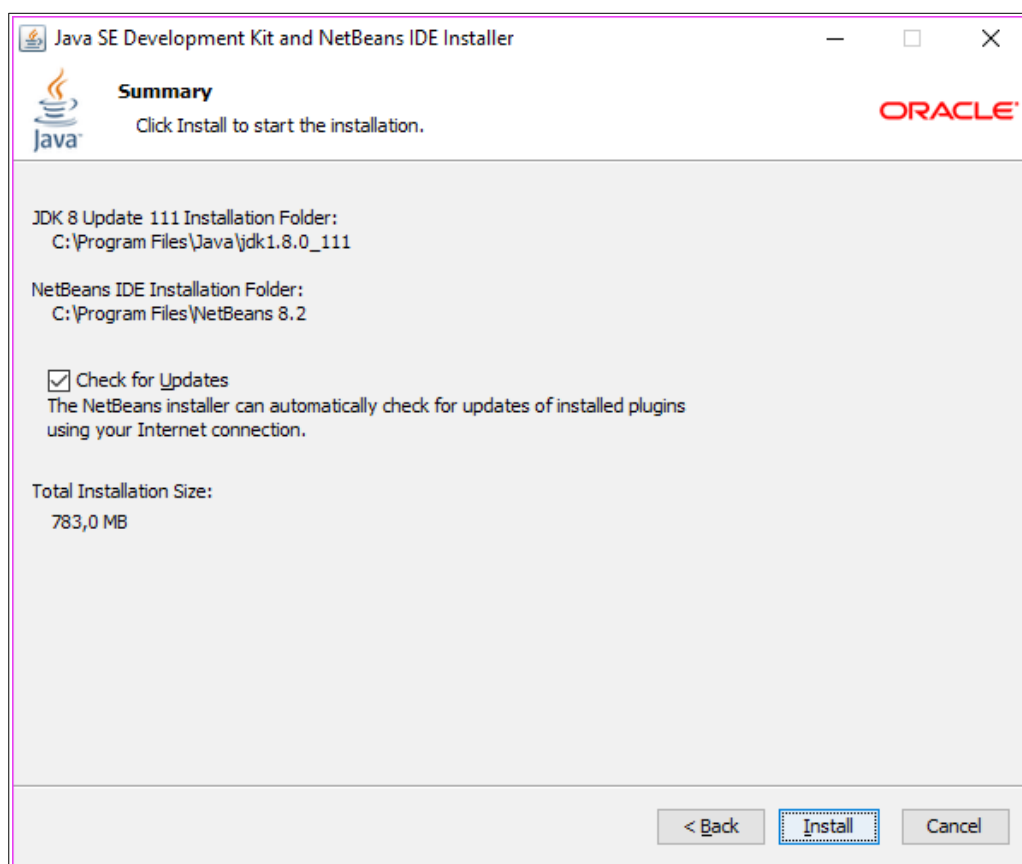 Java SE Development Kit and NetBeans IDE Installer
Summary
Click Install to start the installation.
Java
ORACLE
JDK 8 Update 111 Installation Folder:
C:\Program Files\Java\jdk1.8.0_111
NetBeans IDE Installation Folder:
C:\Program Files\NetBeans 8.2
Check for Updates
The NetBeans installer can automatically check for updates of installed plugins
using your Internet connection.
Total Installation Size:
783,0 MB
< Back Install Cancel